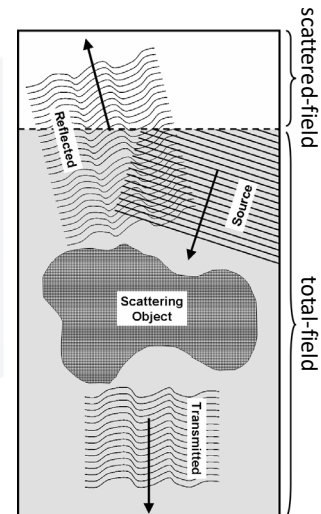 scattered-field
Reflected
Source
total-field
Scattering
Object
Transmitted